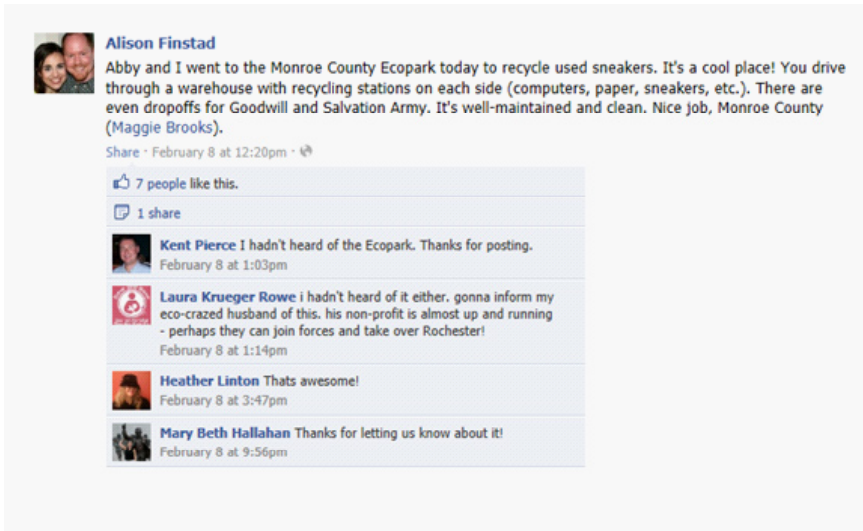 Alison Finstad
Abby and I went to the Monroe County Ecopark today to recycle used sneakers. It's a cool place! You drive
through a warehouse with recycling stations on each side (computers, paper, sneakers, etc.). There are
even dropoffs for Goodwill and Salvation Army. It's well-maintained and clean. Nice job, Monroe County
(Maggie Brooks).
Share · February 8 at 12:20pm ·
7 people like this.
1 share
Kent Pierce I hadn't heard of the Ecopark. Thanks for posting.
February 8 at 1:03pm
Laura Krueger Rowe i hadn't heard of it either. gonna inform my
eco-crazed husband of this. his non-profit is almost up and running
- perhaps they can join forces and take over Rochester!
February 8 at 1:14pm
Heather Linton Thats awesome!
February 8 at 3:47pm
Mary Beth Hallahan Thanks for letting us know about it!
February 8 at 9:56pm